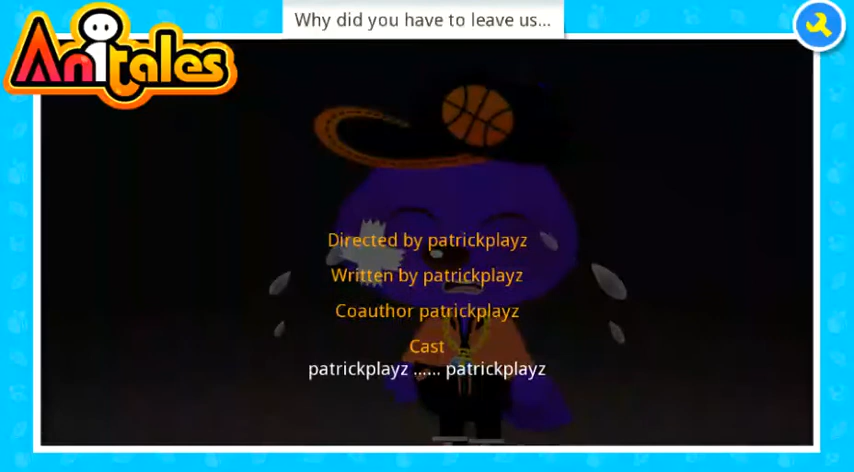 Why did you have to leave us...
Anitales
Directed by patrickplayz
Written by patrickplayz
Coauthor patrickplayz
Cast
patrickplayz ...... patrickplayz